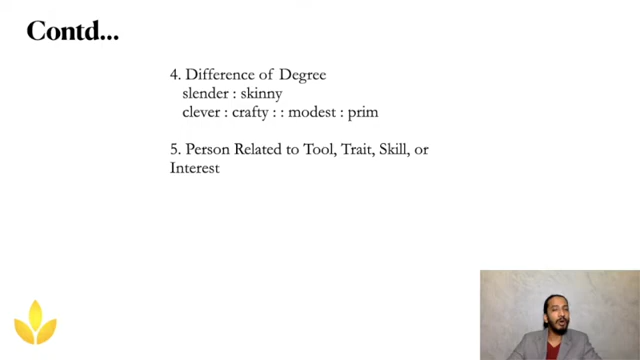 Contd...
4. Difference of Degree
slender : skinny
clever : crafty : : modest : prim
5. Person Related to Tool, Trait, Skill, or
Interest